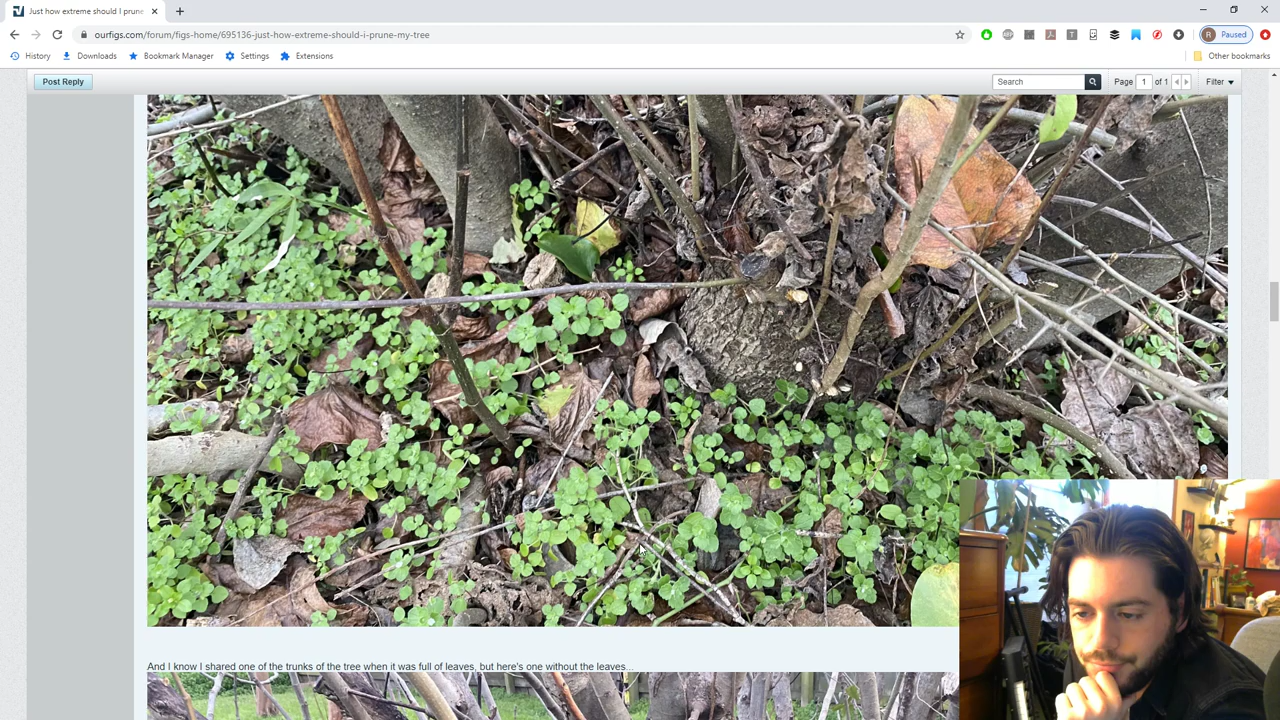 Just how extreme should I prune
ourfigs.com/forum/figs-home/695136-just-how-extreme-should-i-prune-my-tree
ABP
T
R Paused
History Downloads Bookmark Manager Settings Extensions Other bookmarks
Post Reply Search Page 1 of 1 Filter
And I know I shared one of the trunks of the tree when it was full of leaves, but here's one without the leaves...